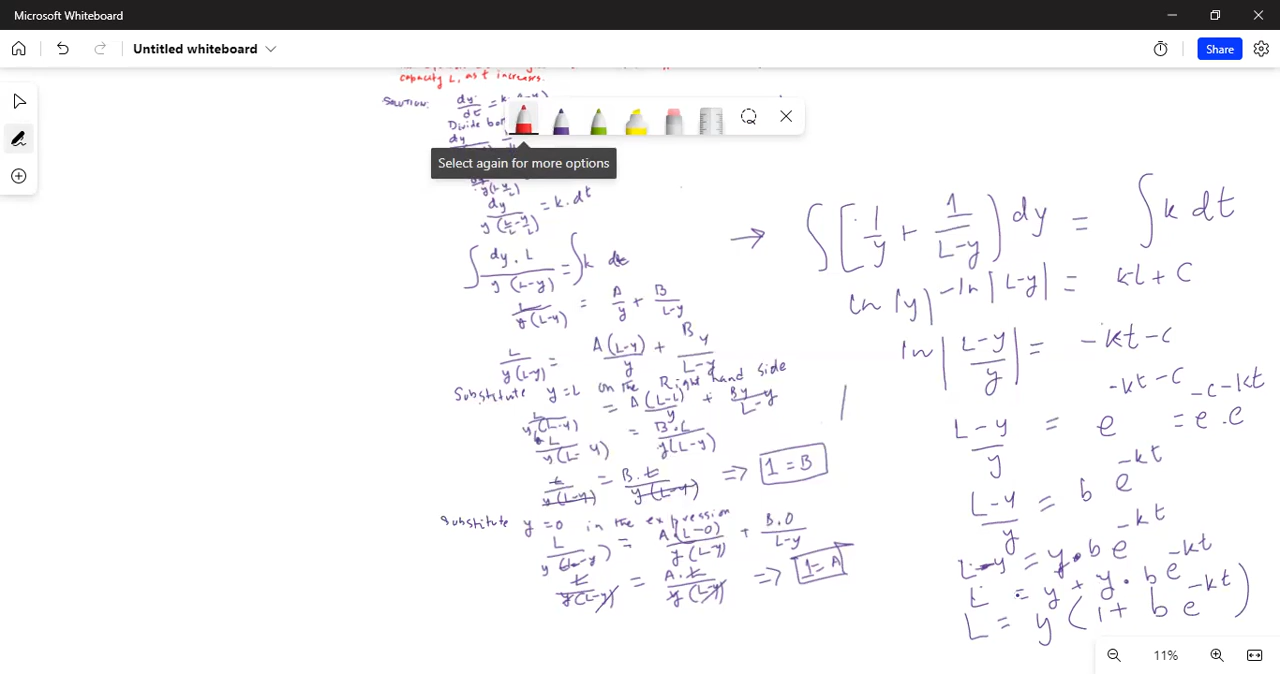 Microsoft Whiteboard
Untitled whiteboard
Share
capacity L, as t increases.
SOLUTION: dy/dt = k
Divide
dy
y(L-y/L)
dy / y(L/L - y/L) = k.dt
∫ dy . L / y (L-y) = ∫ k dt
L / y(L-y) = A/y + B/L-y
L / y(L-y) = A(L-y)/y + By/L-y
Substitute y=L on the Right hand side
L / y(L-y) = A(L-L)/y + By/L-y
L / y(L-y) = B.L / y(L-y)
L / y(L-y) = B.L / y(L-y) => 1 = B
Substitute y=0 in the expression
L / y(L-y) = A.(L-0) / y(L-y) + B.0 / L-y
L / y(L-y) = A.L / y(L-y) => 1 = A
Select again for more options
→ ∫ [ 1/y + 1/L-y ) dy = ∫ k dt
ln |y| - ln |L-y| = kt + C
ln | L-y / y | = -kt-c
L-y / y = e^-kt-c = e^-c . e^-kt
L-y / y = b e^-kt
L-y = y.b e^-kt
L = y + y.b e^-kt
L = y (1+ b e^-kt)
11%